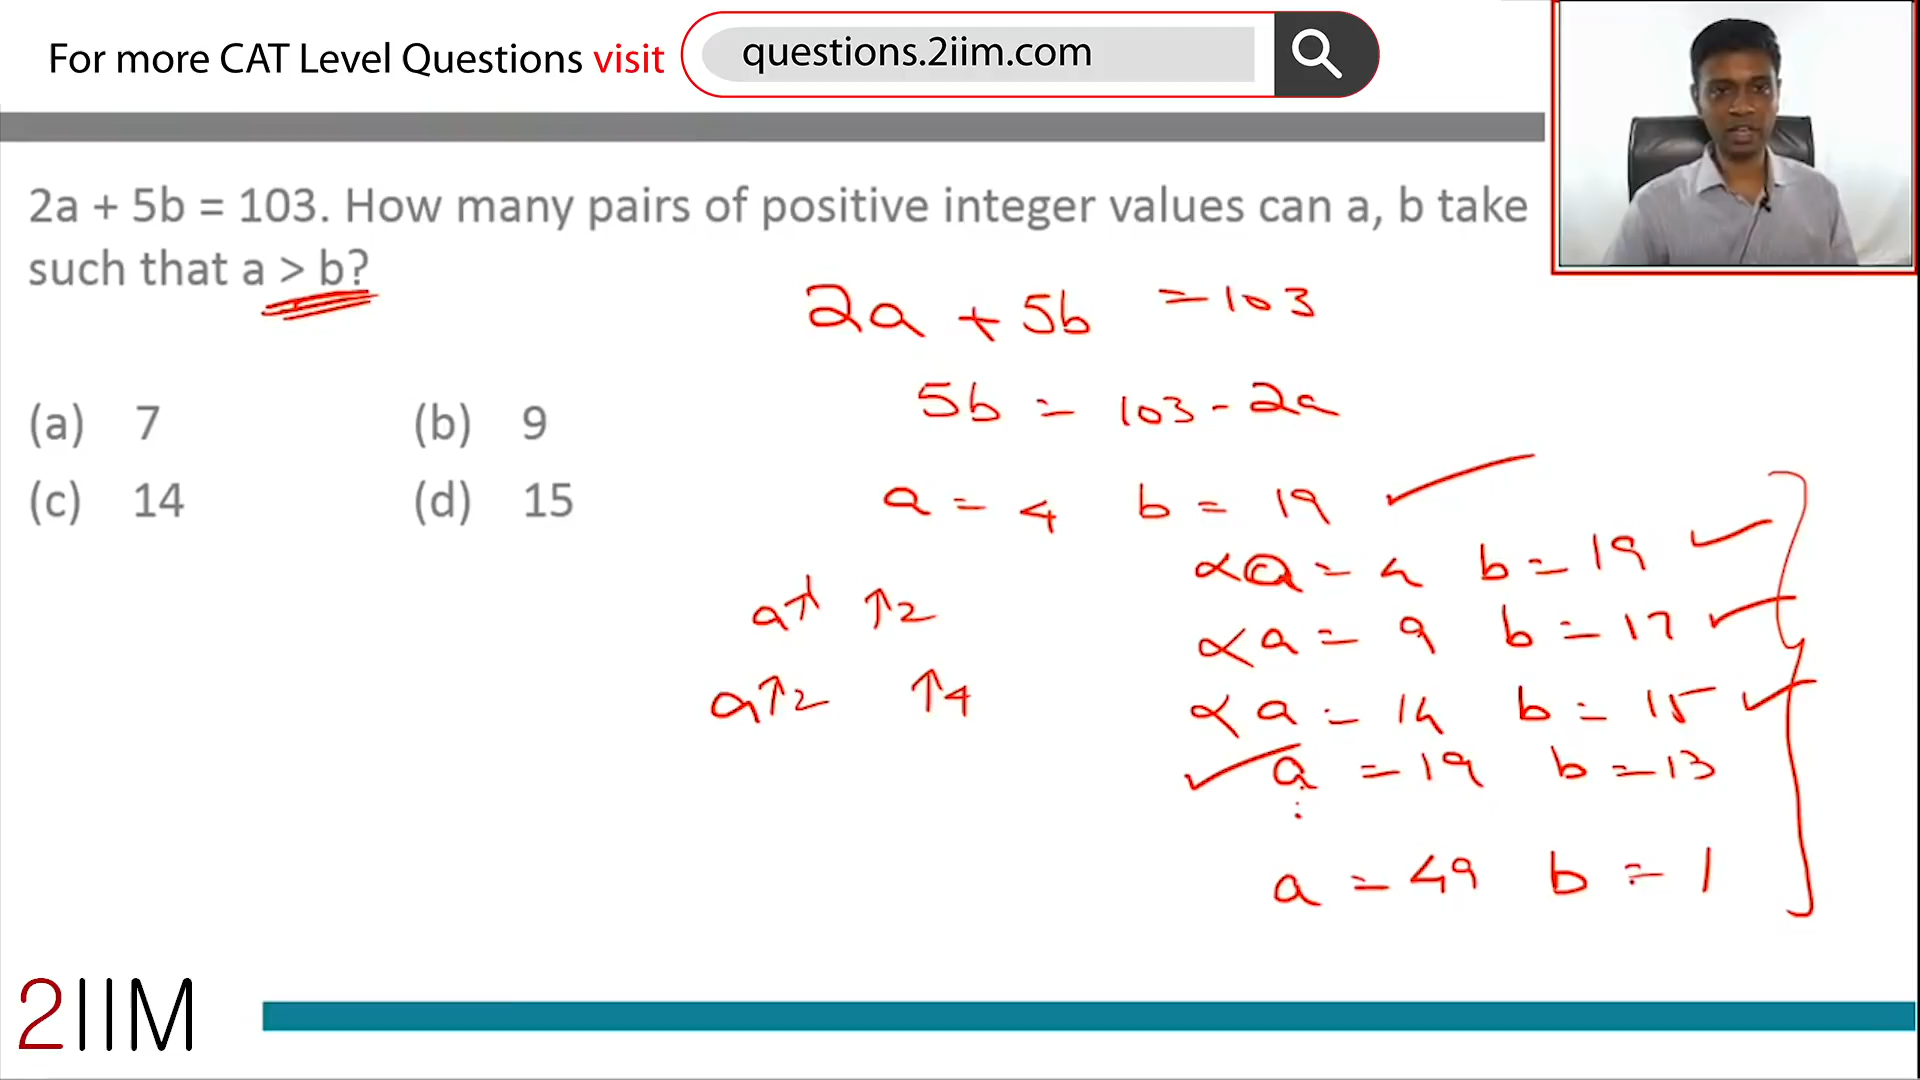 For more CAT Level Questions visit questions.2iim.com
2a + 5b = 103. How many pairs of positive integer values can a, b take
such that a > b?
(a) 7 (b) 9
(c) 14 (d) 15
2a + 5b = 103
5b = 103 - 2a
a = 4 b = 19
a↑1 ↑2
a↑2 ↑4
a = 4 b = 19
a = 9 b = 17
a = 14 b = 15
a = 19 b = 13
⋮
a = 49 b = 1
2IIM